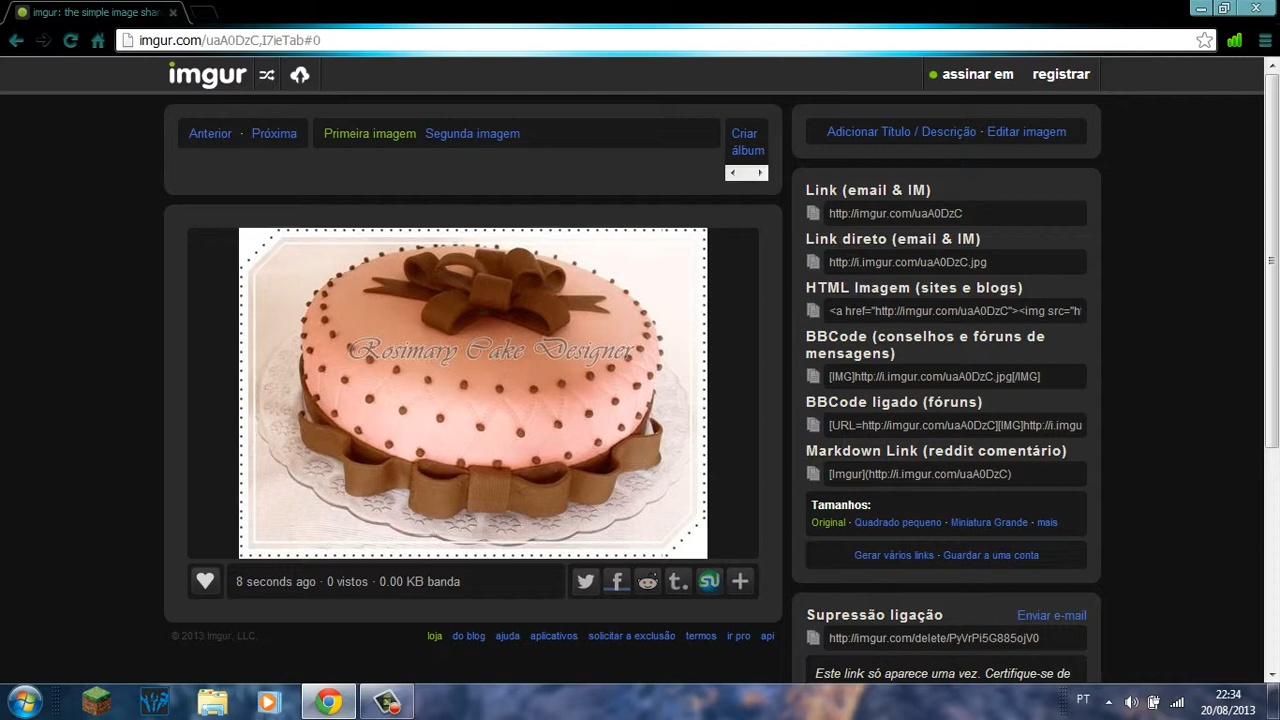 imgur: the simple image shar
imgur.com/uaA0DzC,I7ieTab#0
imgur
assinar em registrar
Anterior · Próxima
Primeira imagem Segunda imagem
Criar
álbum
Adicionar Título / Descrição · Editar imagem
Link (email & IM)
http://imgur.com/uaA0DzC
Link direto (email & IM)
http://i.imgur.com/uaA0DzC.jpg
HTML Imagem (sites e blogs)
<a href="http://imgur.com/uaA0DzC"><img src="h
BBCode (conselhos e fóruns de
mensagens)
[IMG]http://i.imgur.com/uaA0DzC.jpg[/IMG]
BBCode ligado (fóruns)
[URL=http://imgur.com/uaA0DzC][IMG]http://i.imgu
Markdown Link (reddit comentário)
[Imgur](http://i.imgur.com/uaA0DzC)
Tamanhos:
Original · Quadrado pequeno · Miniatura Grande · mais
Gerar vários links · Guardar a uma conta
Supressão ligação Enviar e-mail
http://imgur.com/delete/PyVrPi5G885ojV0
Este link só aparece uma vez. Certifique-se de
Rosimary Cake Designer
8 seconds ago · 0 vistos · 0.00 KB banda
© 2013 Imgur, LLC. loja do blog ajuda aplicativos solicitar a exclusão termos ir pro api
PT
22:34
20/08/2013